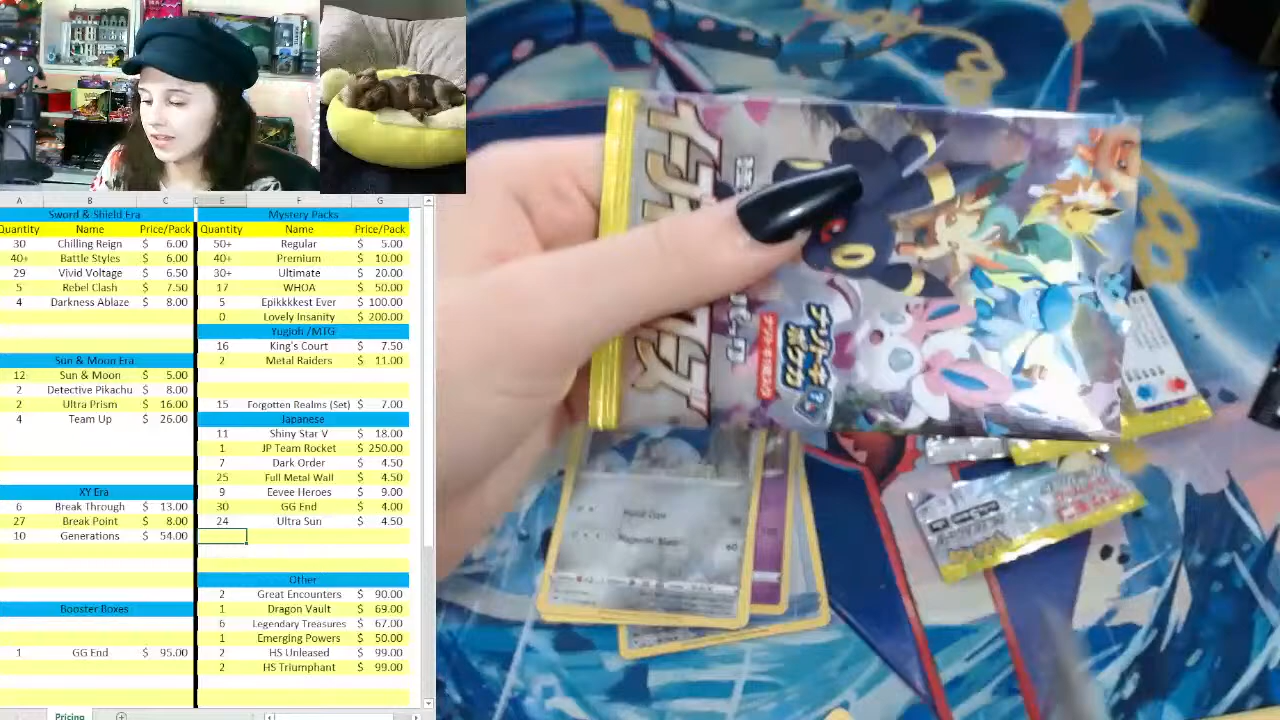 A B C D E F G
Sword & Shield Era
Quantity Name Price/Pack
30 Chilling Reign $ 6.00
40+ Battle Styles $ 6.00
29 Vivid Voltage $ 6.50
5 Rebel Clash $ 7.50
4 Darkness Ablaze $ 8.00
Sun & Moon Era
12 Sun & Moon $ 5.00
2 Detective Pikachu $ 8.00
2 Ultra Prism $ 16.00
4 Team Up $ 26.00
XY Era
6 Break Through $ 13.00
27 Break Point $ 8.00
10 Generations $ 54.00
Booster Boxes
1 GG End $ 95.00
Mystery Packs
Quantity Name Price/Pack
50+ Regular $ 5.00
40+ Premium $ 10.00
30+ Ultimate $ 20.00
17 WHOA $ 50.00
5 Epikkkkest Ever $ 100.00
0 Lovely Insanity $ 200.00
Yugioh /MTG
16 King's Court $ 7.50
2 Metal Raiders $ 11.00
15 Forgotten Realms (Set) $ 7.00
Japanese
11 Shiny Star V $ 18.00
1 JP Team Rocket $ 250.00
7 Dark Order $ 4.50
25 Full Metal Wall $ 4.50
9 Eevee Heroes $ 9.00
30 GG End $ 4.00
24 Ultra Sun $ 4.50
Other
2 Great Encounters $ 90.00
1 Dragon Vault $ 69.00
6 Legendary Treasures $ 67.00
1 Emerging Powers $ 50.00
2 HS Unleased $ 99.00
2 HS Triumphant $ 99.00
Pricing
60